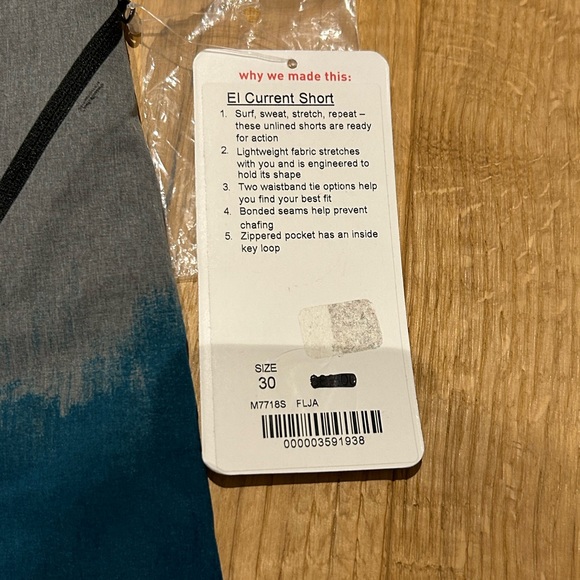 why we made this:
El Current Short
1. Surf, sweat, stretch, repeat –
these unlined shorts are ready
for action
2. Lightweight fabric stretches
with you and is engineered to
hold its shape
3. Two waistband tie options help
you find your best fit
4. Bonded seams help prevent
chafing
5. Zippered pocket has an inside
key loop
SIZE
30
M7718S FLJA
000003591938